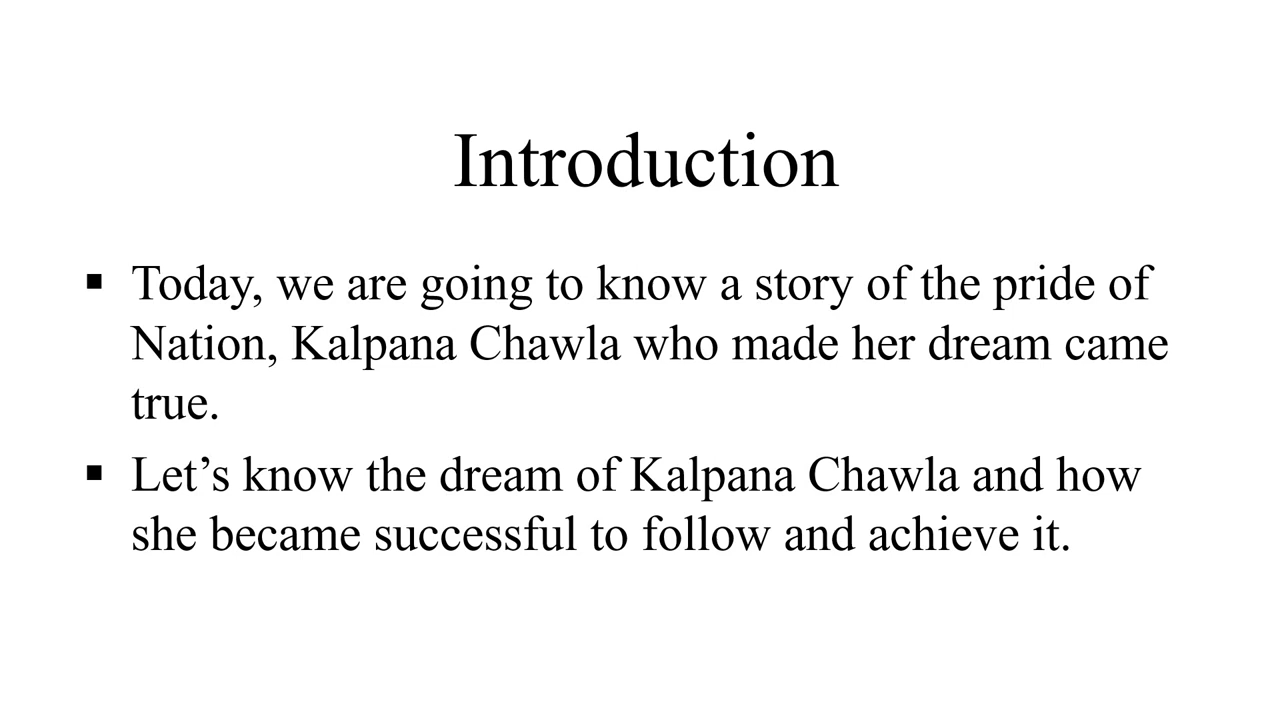 Introduction
▪ Today, we are going to know a story of the pride of
Nation, Kalpana Chawla who made her dream came
true.
▪ Let’s know the dream of Kalpana Chawla and how
she became successful to follow and achieve it.